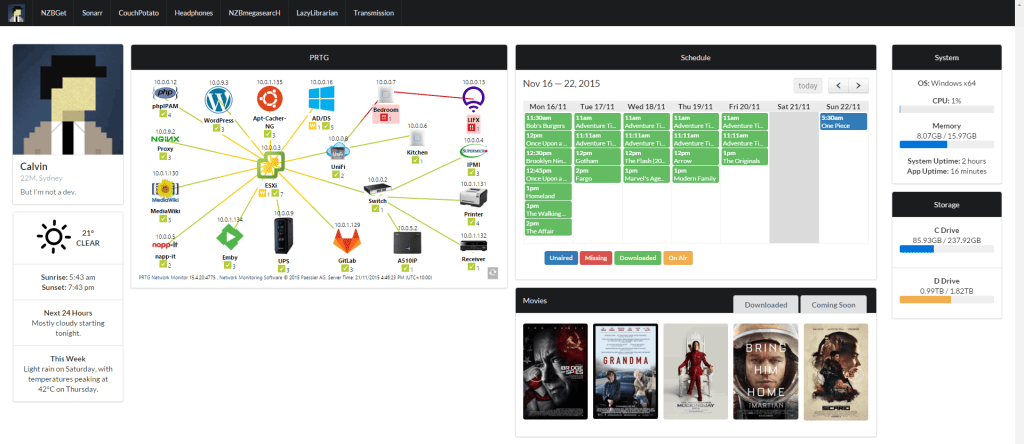 NZBGet Sonarr CouchPotato Headphones NZBmegasearcH LazyLibrarian Transmission
Calvin
22M, Sydney
But I'm not a dev.
21°
CLEAR
Sunrise: 5:43 am
Sunset: 7:43 pm
Next 24 Hours
Mostly cloudy starting
tonight.
This Week
Light rain on Saturday, with
temperatures peaking at
42°C on Thursday.
PRTG
10.0.0.12
php
phpIPAM
4
10.0.9.3
WordPress
3
10.0.1.135
Apt-Cacher-
NG
3
10.0.0.16
AD/DS
1 5
10.0.0.7
Bedroom
!! 1
10.0.0.13
LIFX
!! 1
10.0.9.2
NGINX
Proxy
3
10.0.0.3
ESXi
1 7
10.0.0.8
UniFi
2
10.0.0.6
Kitchen
1
10.0.0.4
SUPERMICRO
IPMI
3
10.0.1.130
MediaWiki
MediaWiki
3
10.0.0.2
Switch
1
10.0.1.131
Printer
4
10.0.0.5
napp-it
napp-it
2
10.0.1.134
Emby
3
10.0.0.9
UPS
3
10.0.1.129
GitLab
3
10.0.5.2
A510IP
1
10.0.1.132
Receiver
1
PRTG Network Monitor 15.4.20.4775 . Network Monitoring Software © 2015 Paessler AG. Server Time: 21/11/2015 4:46:23 PM (UTC+10:00)
Schedule
Nov 16 — 22, 2015
today
Mon 16/11 Tue 17/11 Wed 18/11 Thu 19/11 Fri 20/11 Sat 21/11 Sun 22/11
11:30am
Bob's Burgers
12pm
Once Upon a ...
12:30pm
Brooklyn Nin...
12:45pm
Once Upon a ...
1pm
Homeland
1pm
The Walking ...
2pm
The Affair
11am
Adventure Ti...
11:11am
Adventure Ti...
12pm
Gotham
2pm
Fargo
11am
Adventure Ti...
11:11am
Adventure Ti...
12pm
The Flash (20...
1pm
Marvel's Age...
11am
Adventure Ti...
11:11am
Adventure Ti...
12pm
Arrow
1pm
Modern Family
11am
Adventure Ti...
11:11am
Adventure Ti...
1pm
The Originals
3:30am
One Piece
Unaired Missing Downloaded On Air
Movies
Downloaded Coming Soon
BRIDGE
OF SPIES
GRANDMA
MOCKINGJAY
BRING
HIM
HOME
THE MARTIAN
SICARIO
System
OS: Windows x64
CPU: 1%
Memory
8.07GB / 15.97GB
System Uptime: 2 hours
App Uptime: 16 minutes
Storage
C Drive
85.93GB / 237.92GB
D Drive
0.99TB / 1.82TB